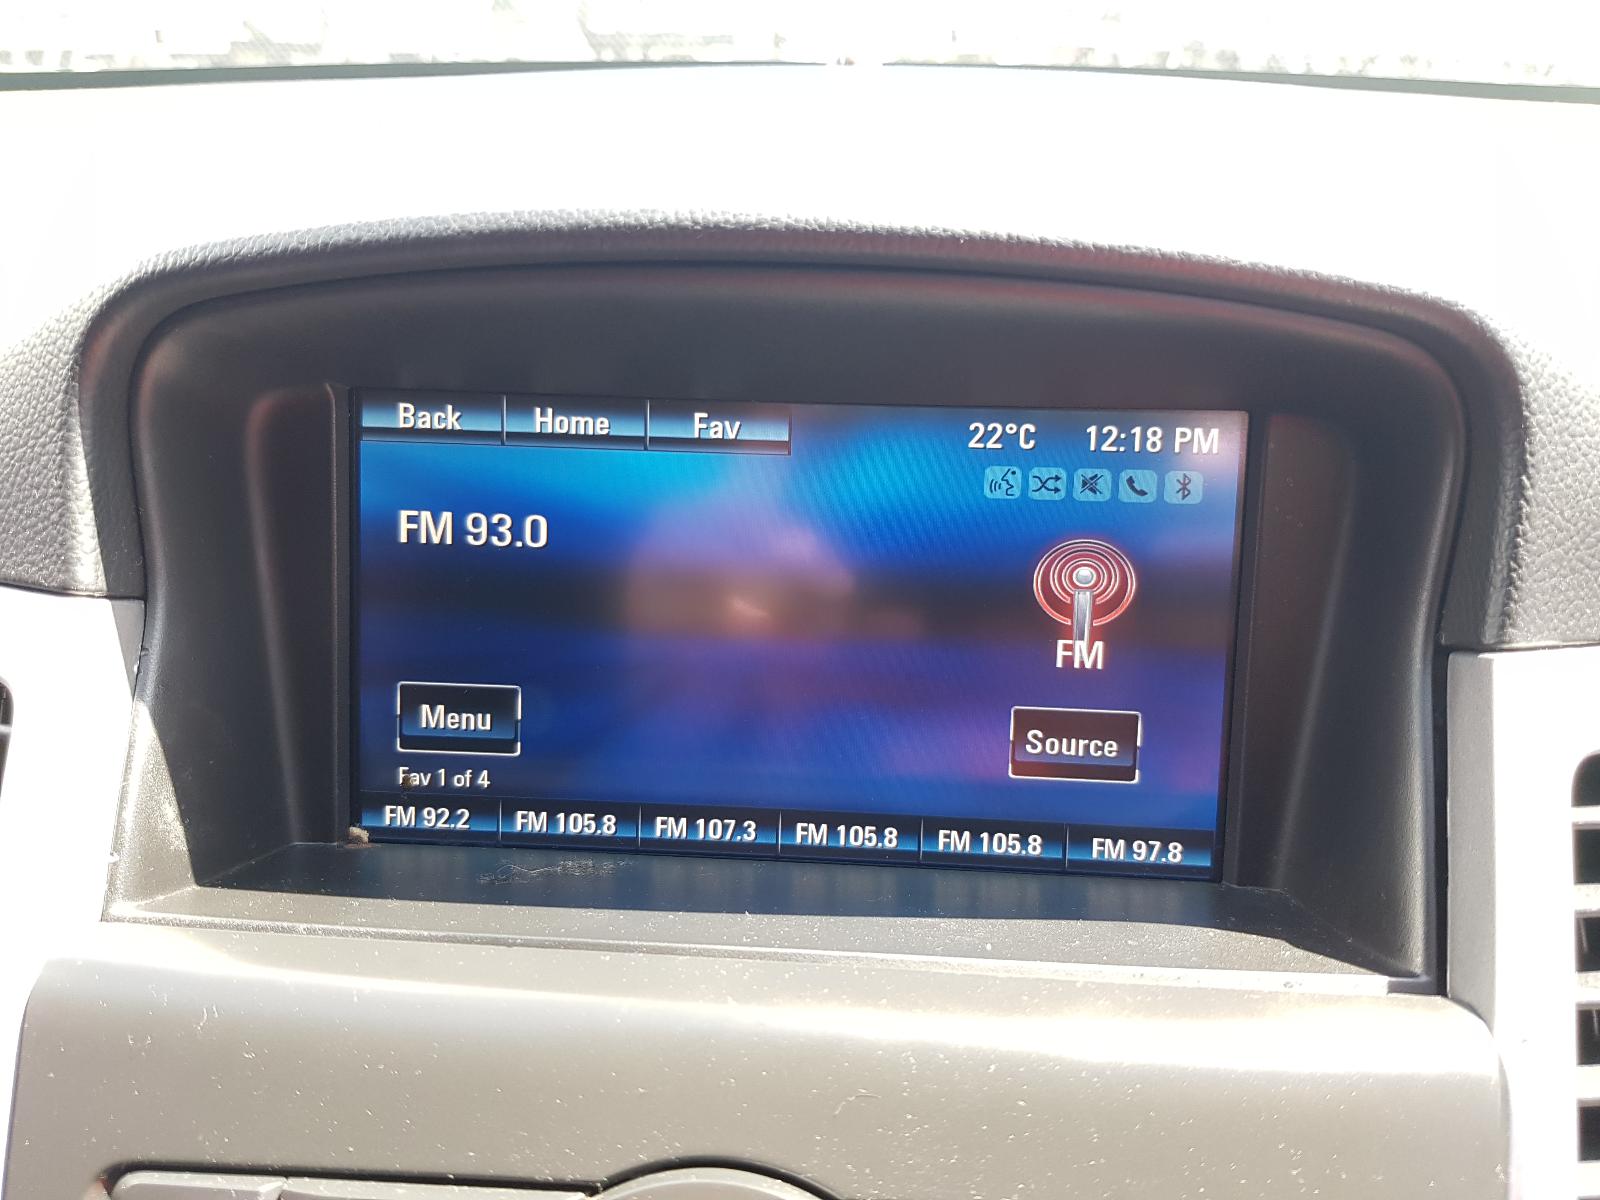 Back Home Fav 22°C 12:18 PM
FM 93.0
FM
Menu
Source
Fav 1 of 4
FM 92.2 FM 105.8 FM 107.3 FM 105.8 FM 105.8 FM 97.8